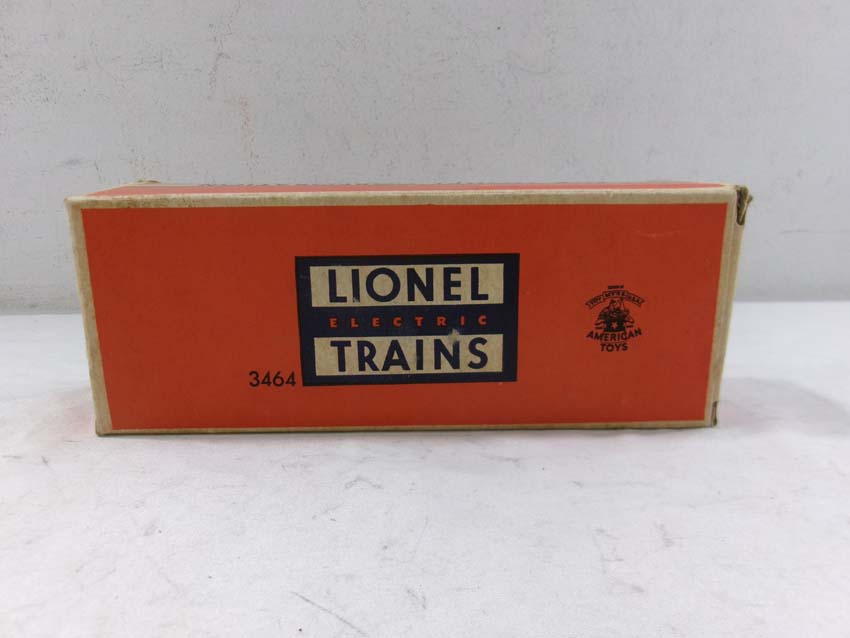 LIONEL
ELECTRIC
TRAINS
3464
AMERICAN
TOYS